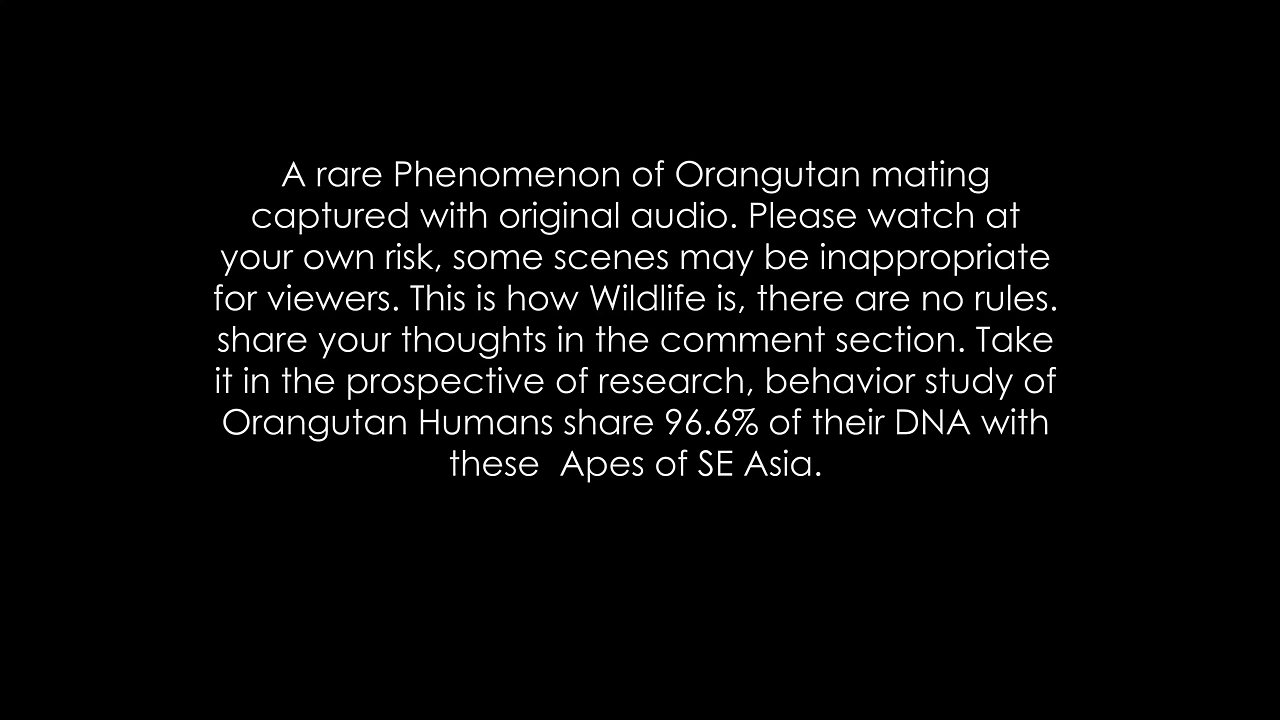 A rare Phenomenon of Orangutan mating
captured with original audio. Please watch at
your own risk, some scenes may be inappropriate
for viewers. This is how Wildlife is, there are no rules.
share your thoughts in the comment section. Take
it in the prospective of research, behavior study of
Orangutan Humans share 96.6% of their DNA with
these  Apes of SE Asia.